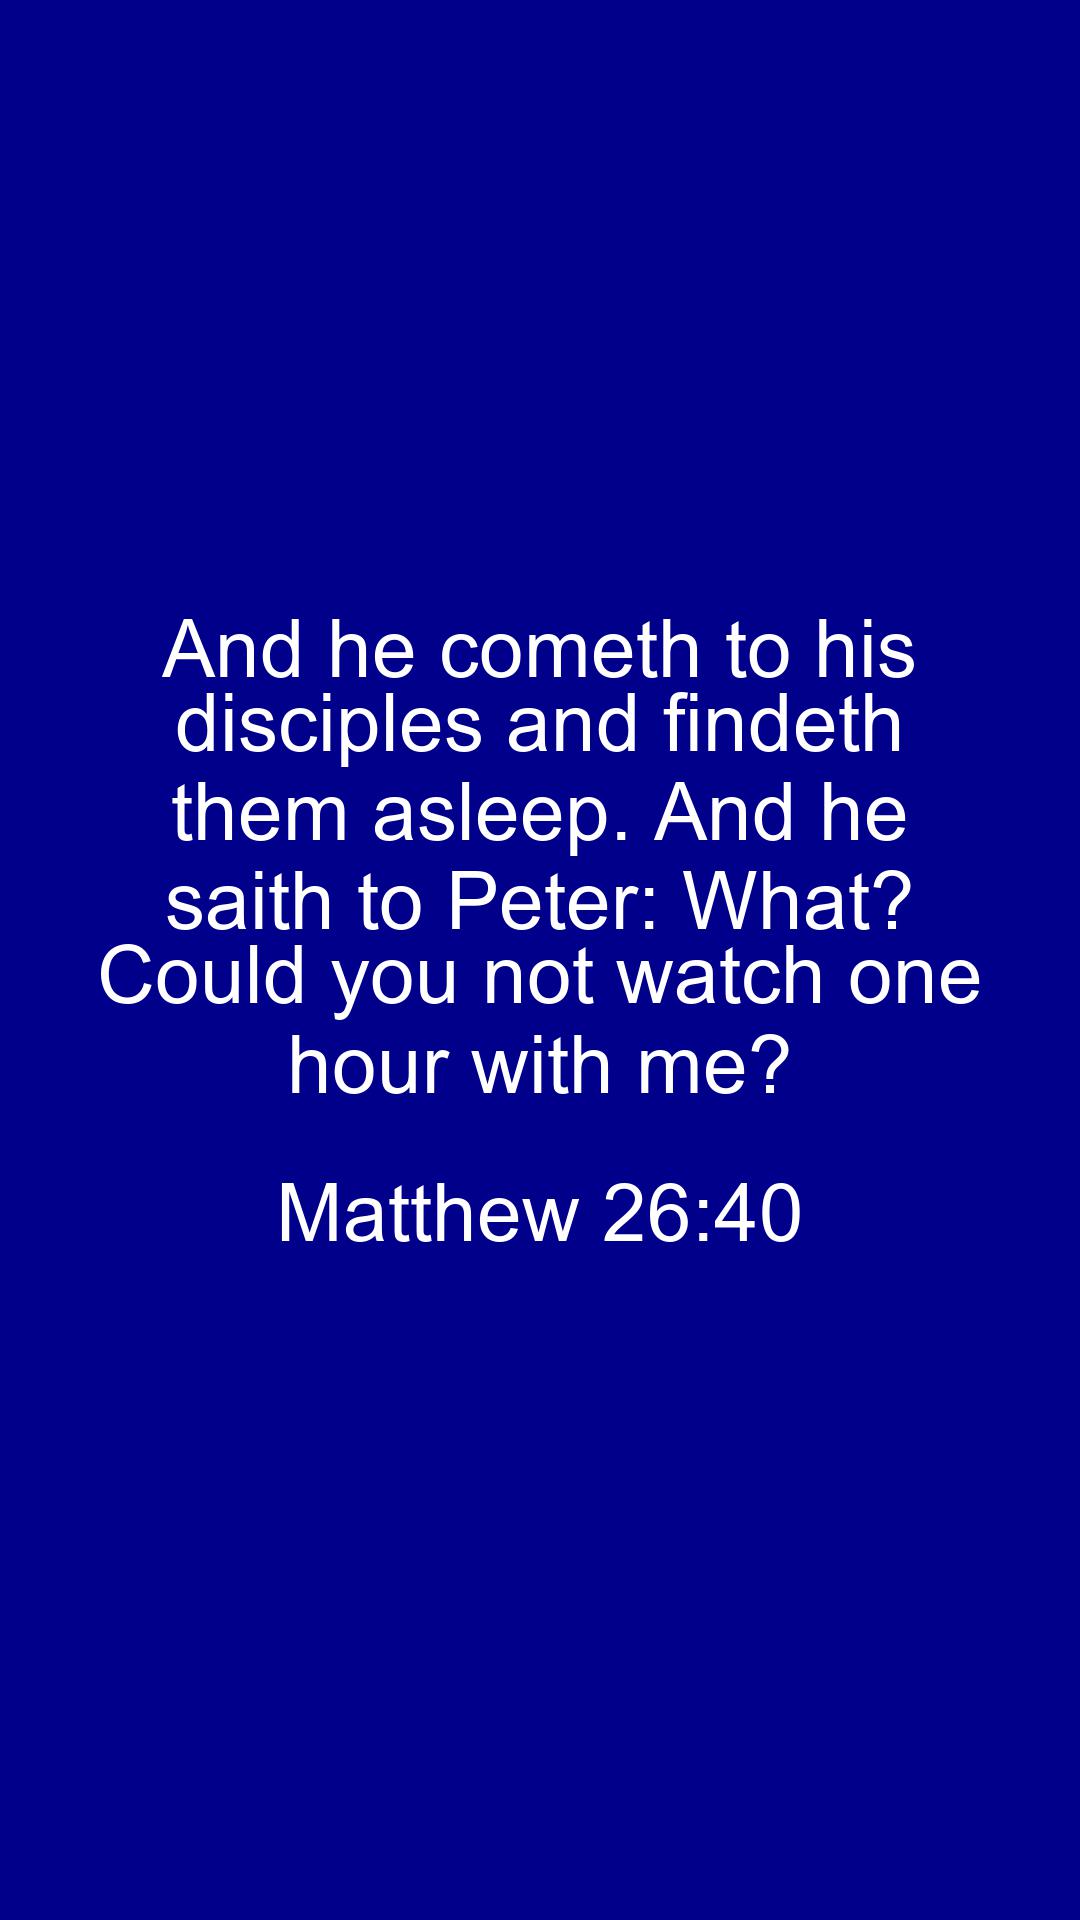 And he cometh to his
disciples and findeth
them asleep. And he
saith to Peter: What?
Could you not watch one
hour with me?
Matthew 26:40